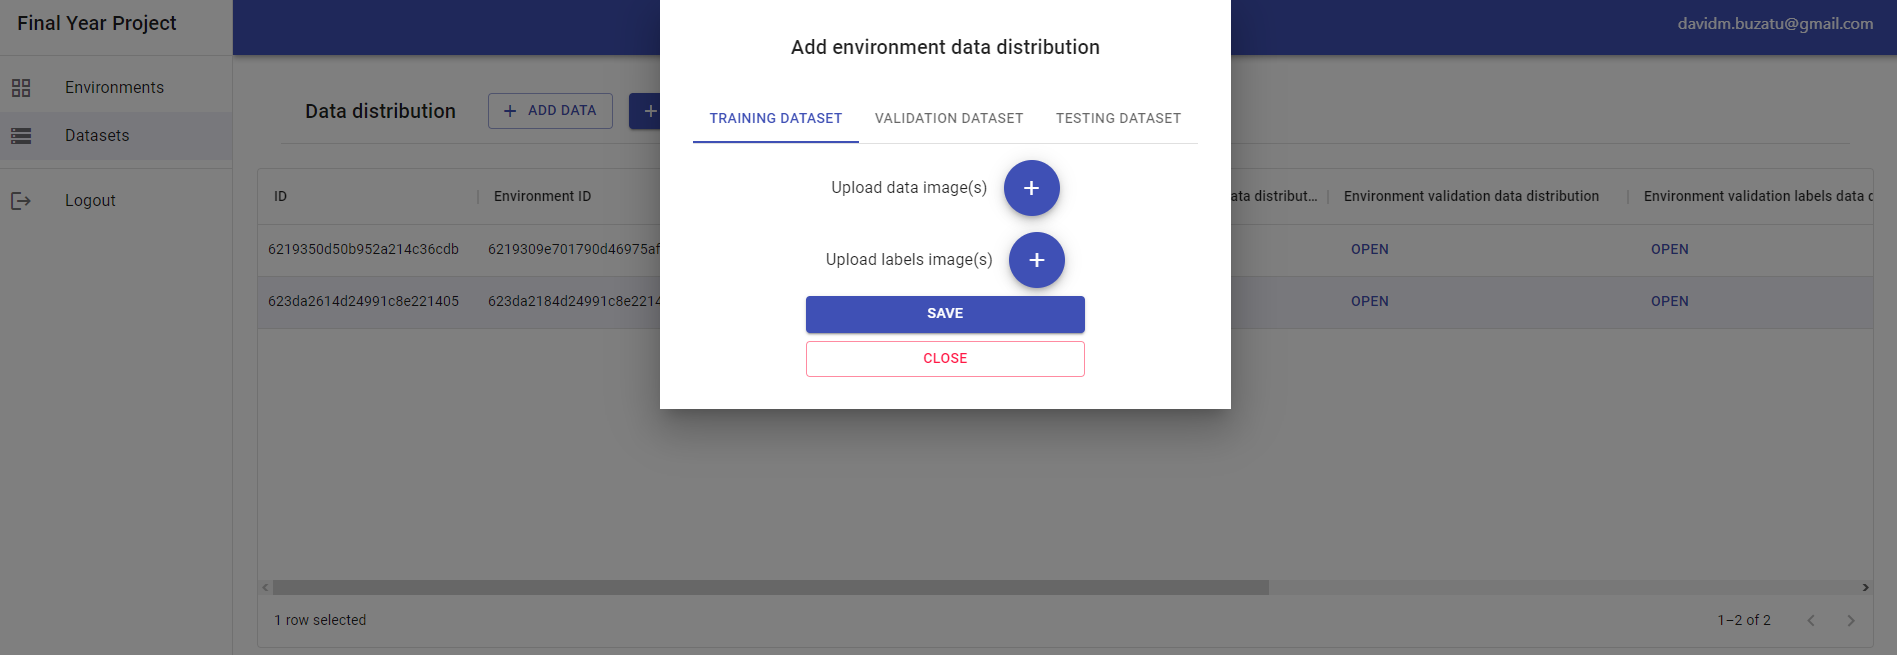 Final Year Project
davidm.buzatu@gmail.com
Environments
Datasets
Logout
Data distribution
ADD DATA
Add environment data distribution
TRAINING DATASET
VALIDATION DATASET
TESTING DATASET
Upload data image(s)
Upload labels image(s)
SAVE
CLOSE
ID
Environment ID
ata distribut...
Environment validation data distribution
Environment validation labels data d
6219350d50b952a214c36cdb
6219309e701790d46975af
OPEN
OPEN
623da2614d24991c8e221405
623da2184d24991c8e2214
OPEN
OPEN
1 row selected
1–2 of 2